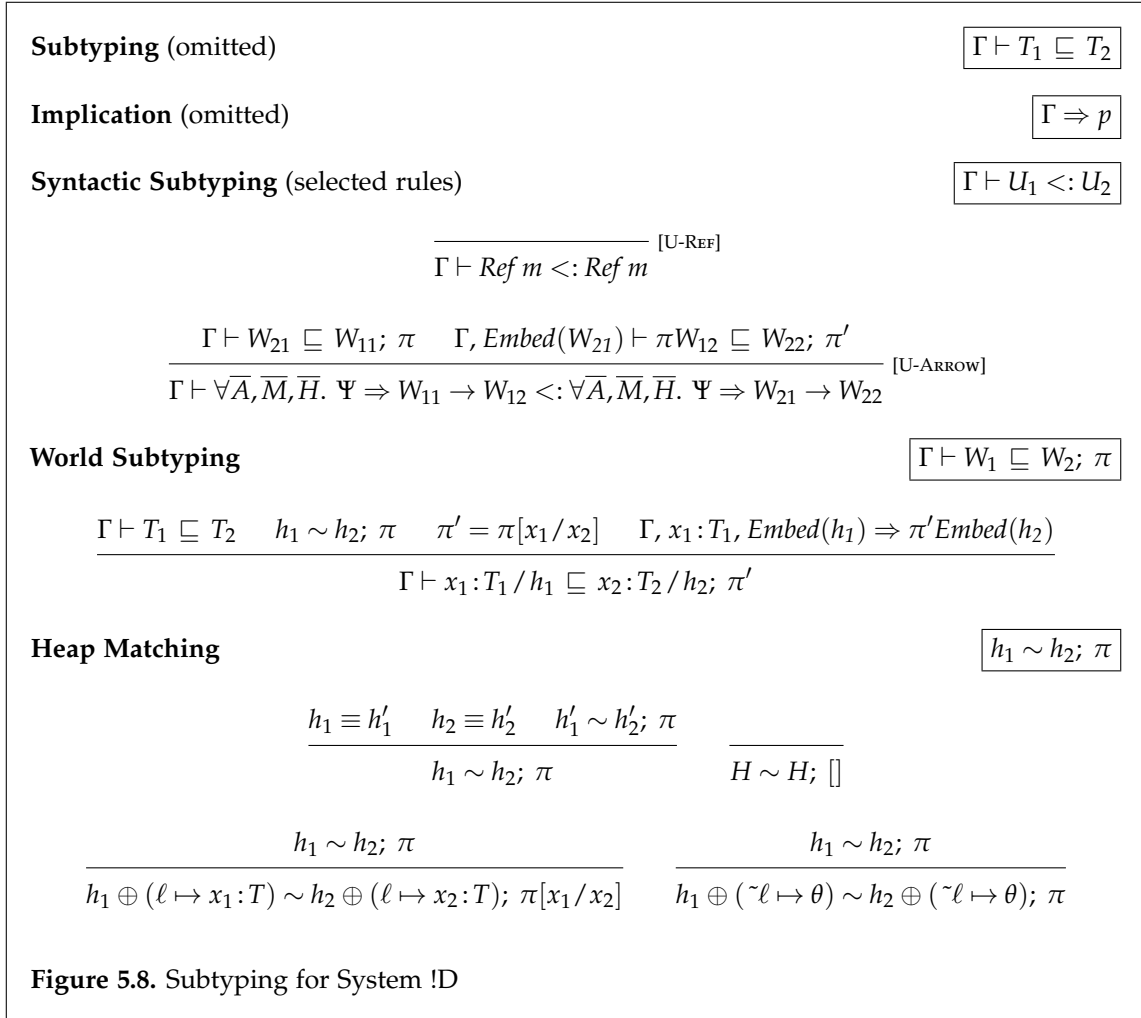 Subtyping (omitted) Γ ⊢ T₁ ⊑ T₂
Implication (omitted) Γ ⇒ p
Syntactic Subtyping (selected rules) Γ ⊢ U₁ <: U₂
[U-Ref]
Γ ⊢ Ref m <: Ref m
Γ ⊢ W₂₁ ⊑ W₁₁; π Γ, Embed(W₂₁) ⊢ πW₁₂ ⊑ W₂₂; π′
[U-Arrow]
Γ ⊢ ∀A̅, M̅, H̅. Ψ ⇒ W₁₁ → W₁₂ <: ∀A̅, M̅, H̅. Ψ ⇒ W₂₁ → W₂₂
World Subtyping Γ ⊢ W₁ ⊑ W₂; π
Γ ⊢ T₁ ⊑ T₂ h₁ ∼ h₂; π π′ = π[x₁/x₂] Γ, x₁:T₁, Embed(h₁) ⇒ π′Embed(h₂)
Γ ⊢ x₁:T₁/h₁ ⊑ x₂:T₂/h₂; π′
Heap Matching h₁ ∼ h₂; π
h₁ ≡ h′₁ h₂ ≡ h′₂ h′₁ ∼ h′₂; π
h₁ ∼ h₂; π H ∼ H; []
h₁ ∼ h₂; π h₁ ∼ h₂; π
h₁ ⊕ (ℓ ↦ x₁:T) ∼ h₂ ⊕ (ℓ ↦ x₂:T); π[x₁/x₂] h₁ ⊕ (˜ℓ ↦ θ) ∼ h₂ ⊕ (˜ℓ ↦ θ); π
Figure 5.8. Subtyping for System !D